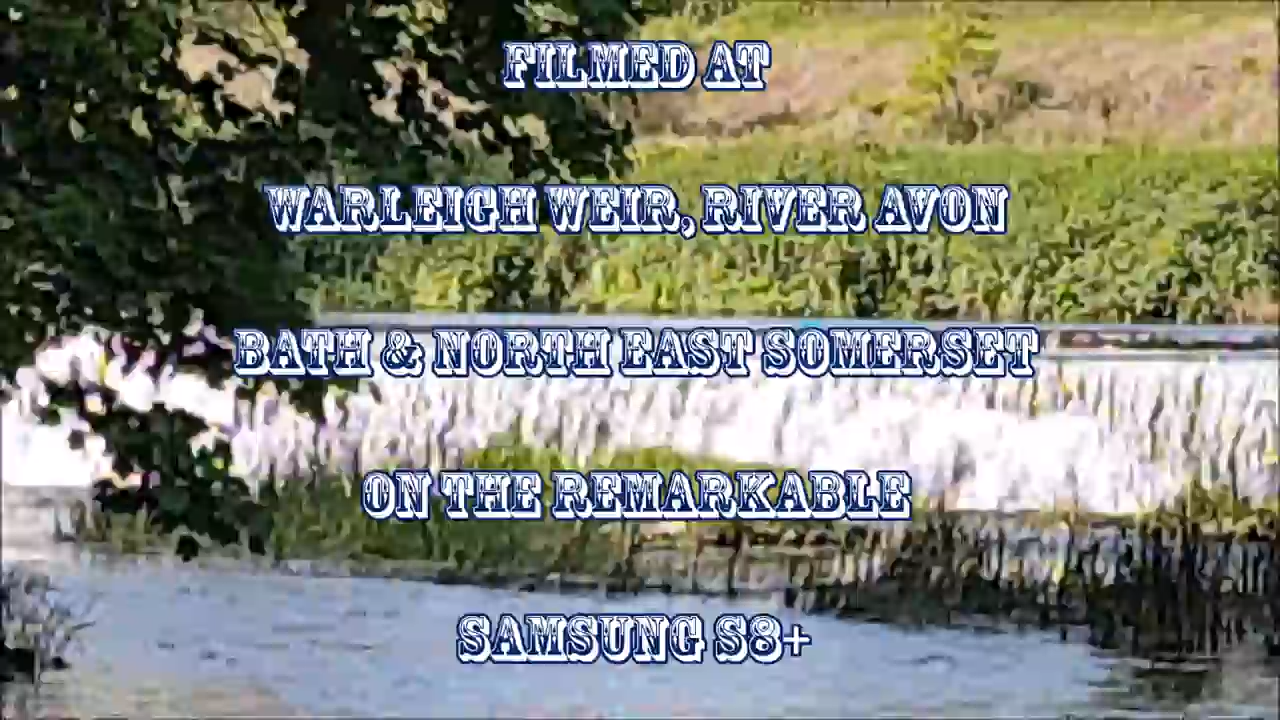 FILMED AT
WARLEIGH WEIR, RIVER AVON
BATH & NORTH EAST SOMERSET
ON THE REMARKABLE
SAMSUNG S8+